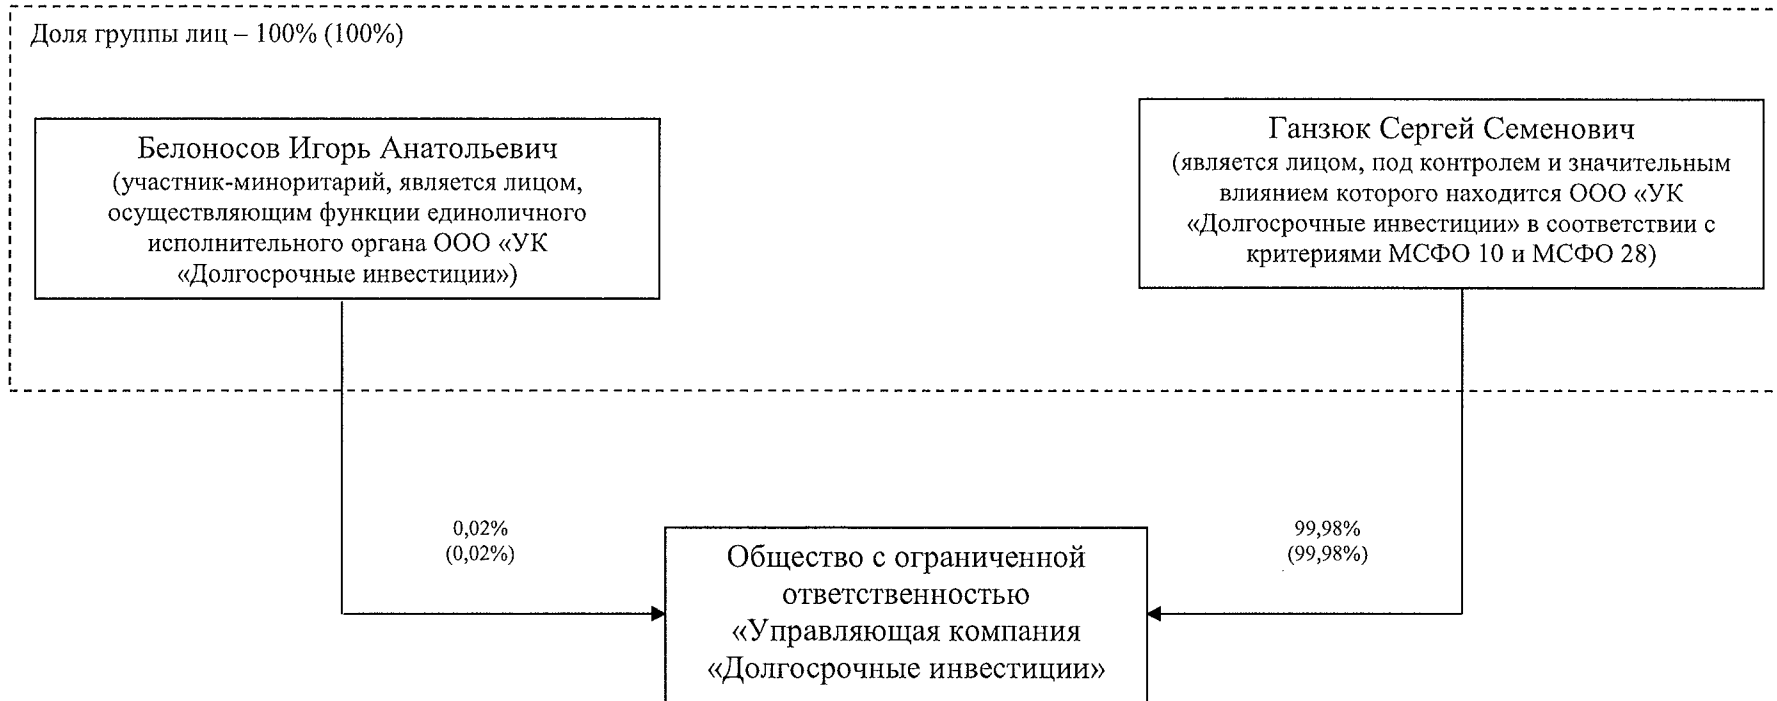 Доля группы лиц – 100% (100%)
Белоносов Игорь Анатольевич
(участник-миноритарий, является лицом,
осуществляющим функции единоличного
исполнительного органа ООО «УК
«Долгосрочные инвестиции»)
Ганзюк Сергей Семенович
(является лицом, под контролем и значительным
влиянием которого находится ООО «УК
«Долгосрочные инвестиции» в соответствии с
критериями МСФО 10 и МСФО 28)
0,02%
(0,02%)
99,98%
(99,98%)
Общество с ограниченной
ответственностью
«Управляющая компания
«Долгосрочные инвестиции»